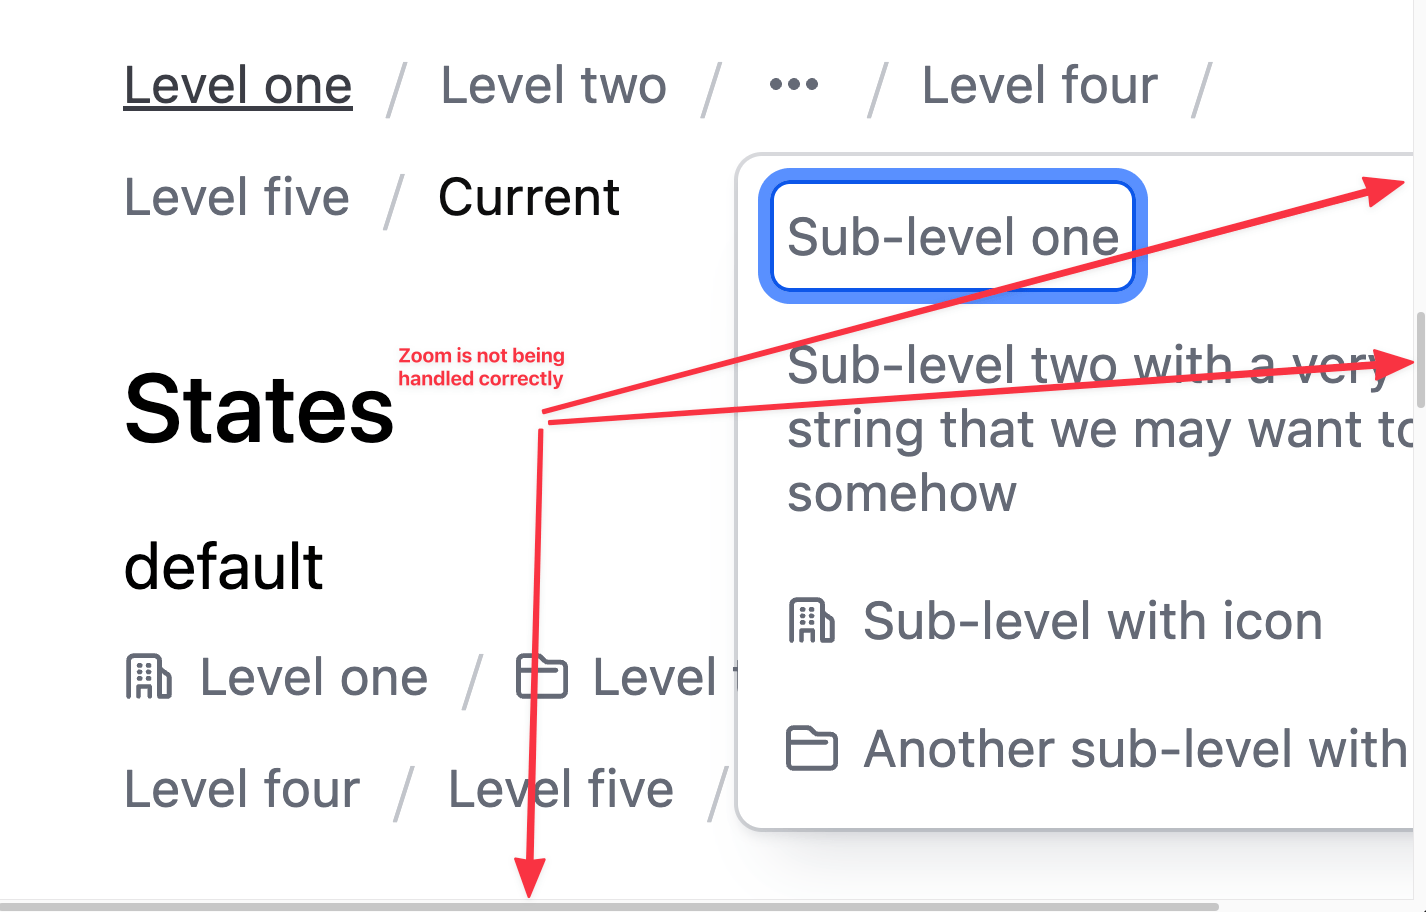 Level one / Level two / ••• / Level four /
Level five / Current
Sub-level one
Zoom is not being
handled correctly
Sub-level two with a very
string that we may want to
somehow
States
default
Sub-level with icon
Level one / Level
Another sub-level with
Level four / Level five /